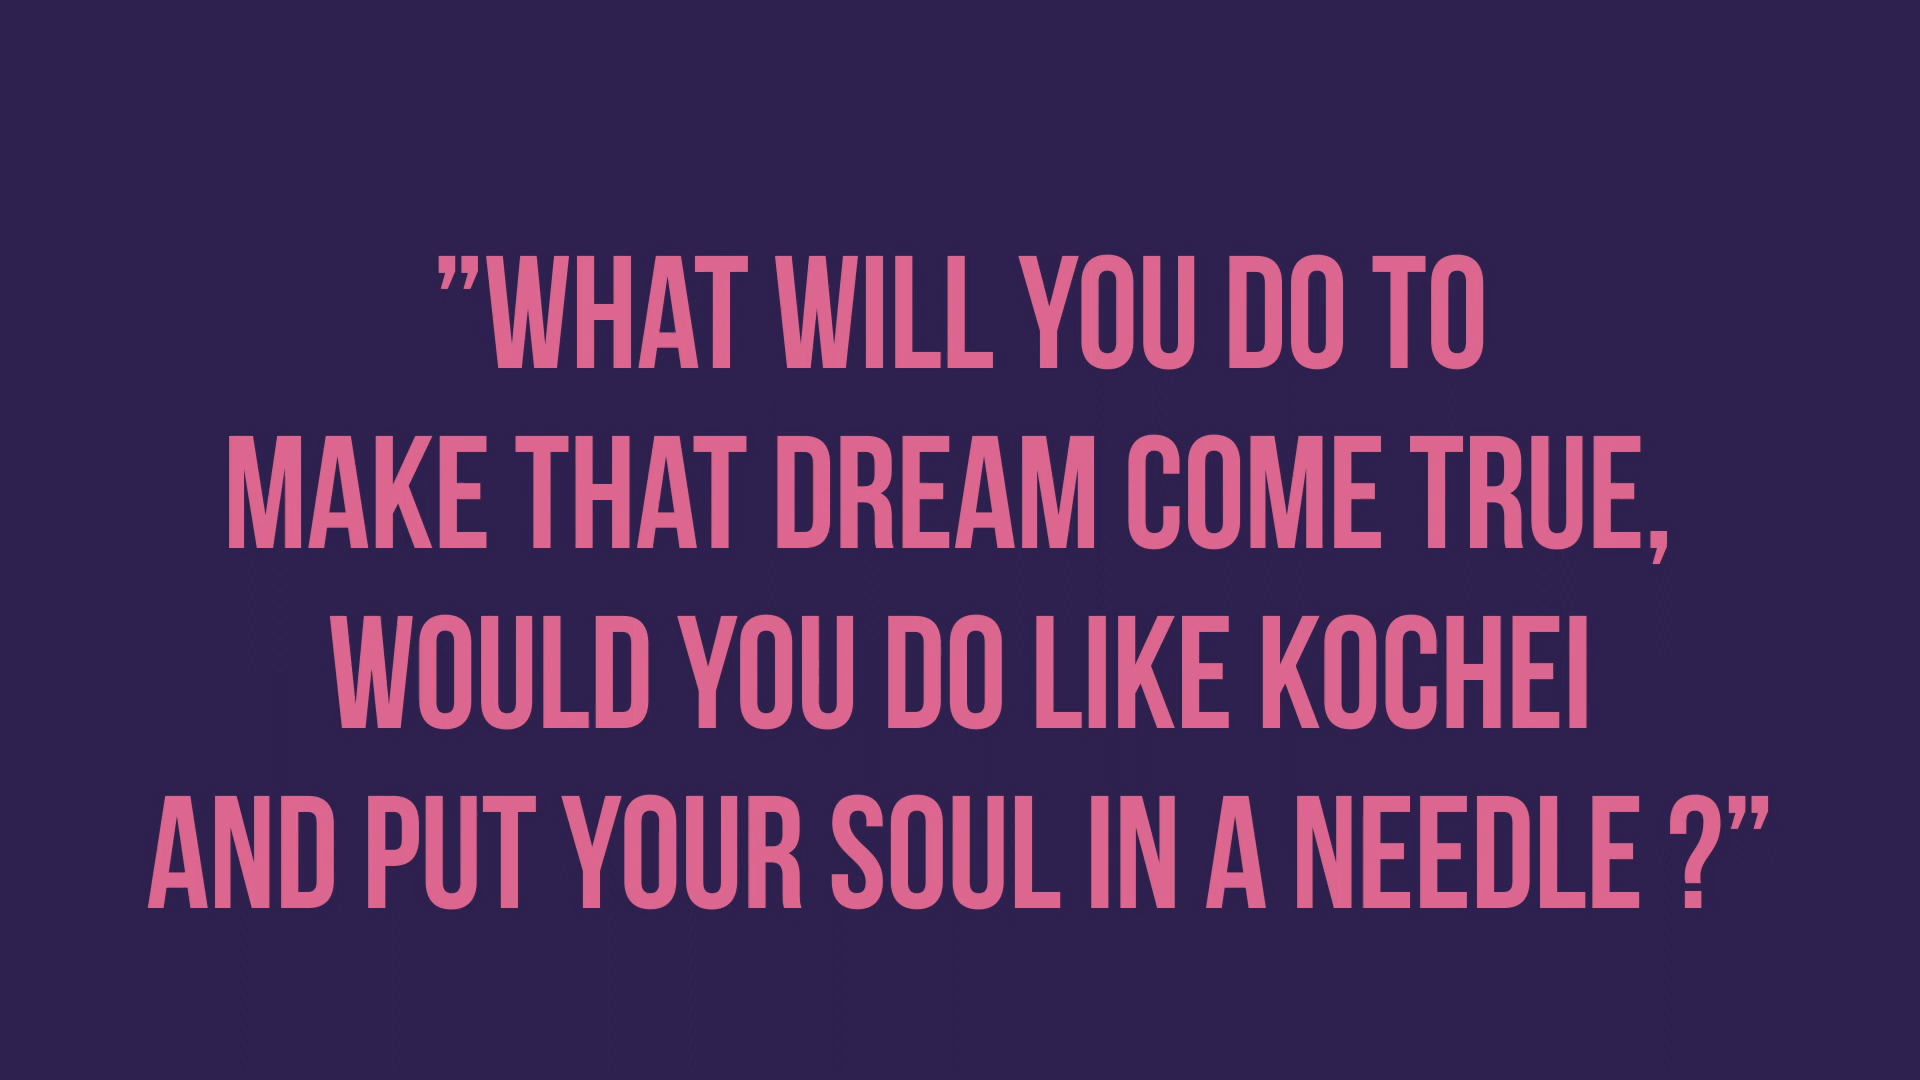 ”WHAT WILL YOU DO TO
MAKE THAT DREAM COME TRUE,
WOULD YOU DO LIKE KOCHEI
AND PUT YOUR SOUL IN A NEEDLE ?”